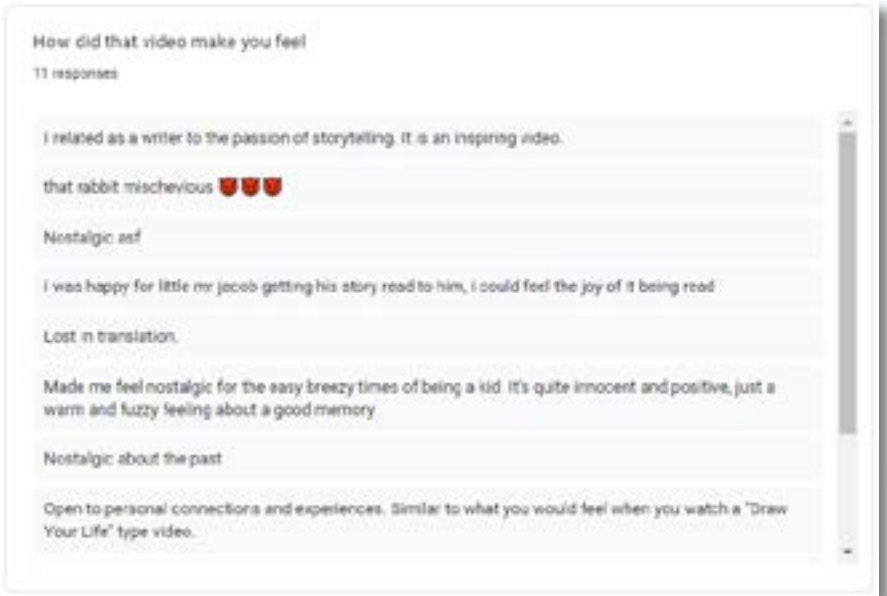 How did that video make you feel
11 responses
I related as a writer to the passion of storytelling. It is an inspiring video.
that rabbit mischevious 👹👹👹
Nostalgic asf
I was happy for little mr jacob getting his story read to him, i could feel the joy of it being read
Lost in translation.
Made me feel nostalgic for the easy breezy times of being a kid. It's quite innocent and positive, just a
warm and fuzzy feeling about a good memory
Nostalgic about the past
Open to personal connections and experiences. Similar to what you would feel when you watch a "Draw
Your Life" type video.